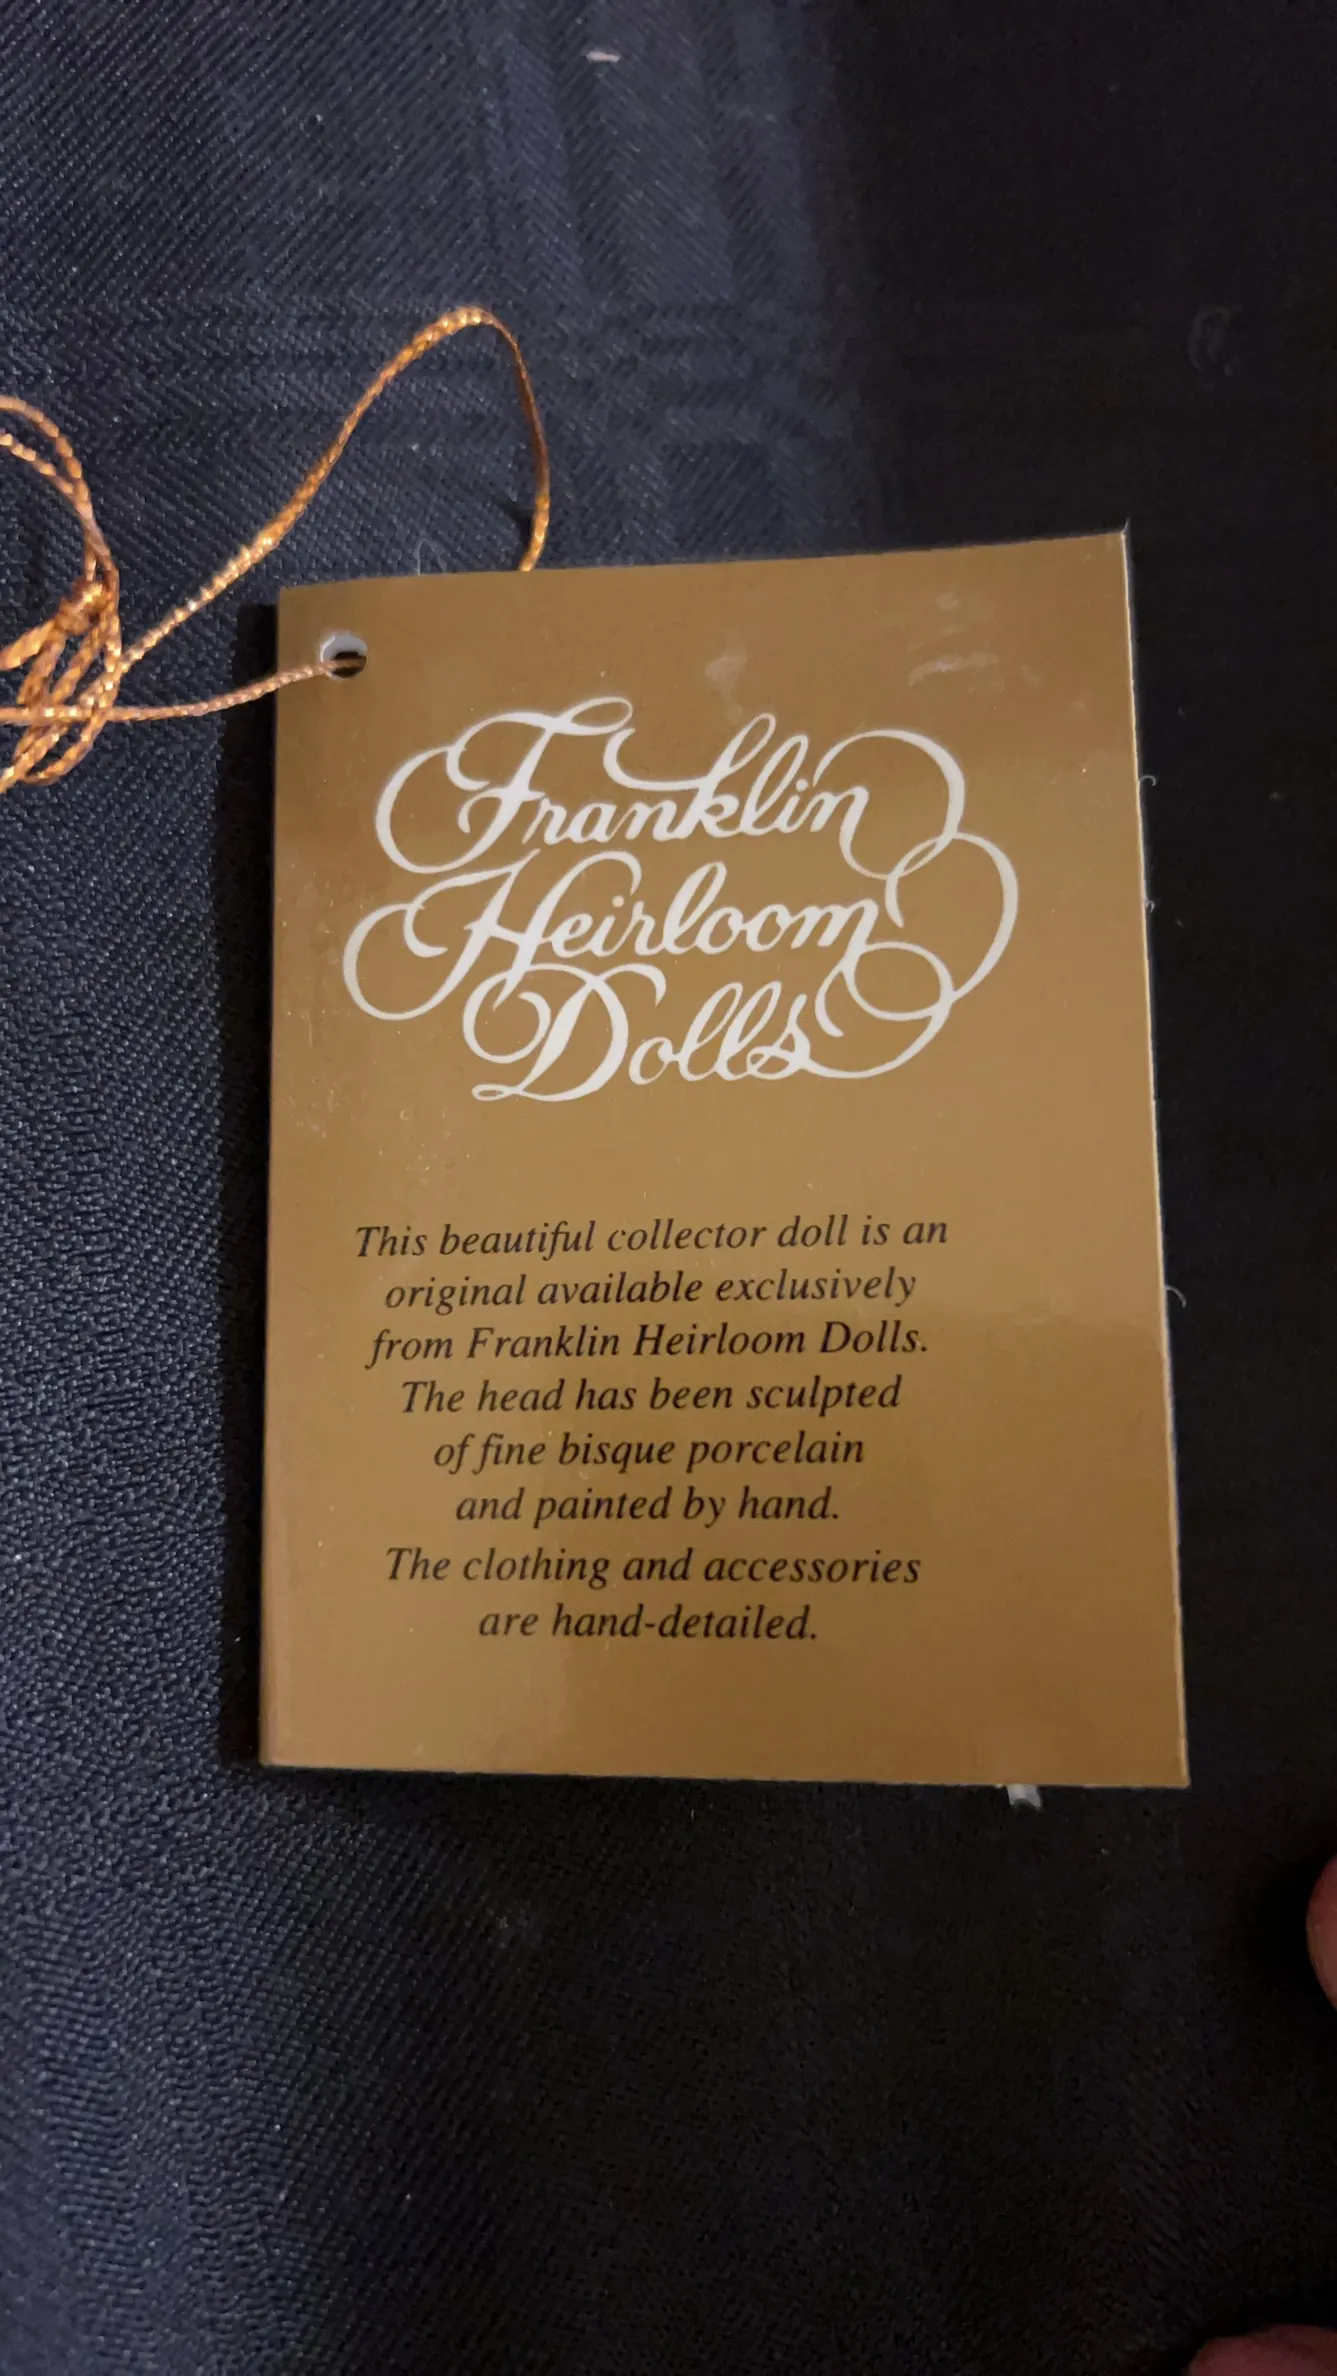 Franklin
Heirloom
Dolls
This beautiful collector doll is an
original available exclusively
from Franklin Heirloom Dolls.
The head has been sculpted
of fine bisque porcelain
and painted by hand.
The clothing and accessories
are hand-detailed.